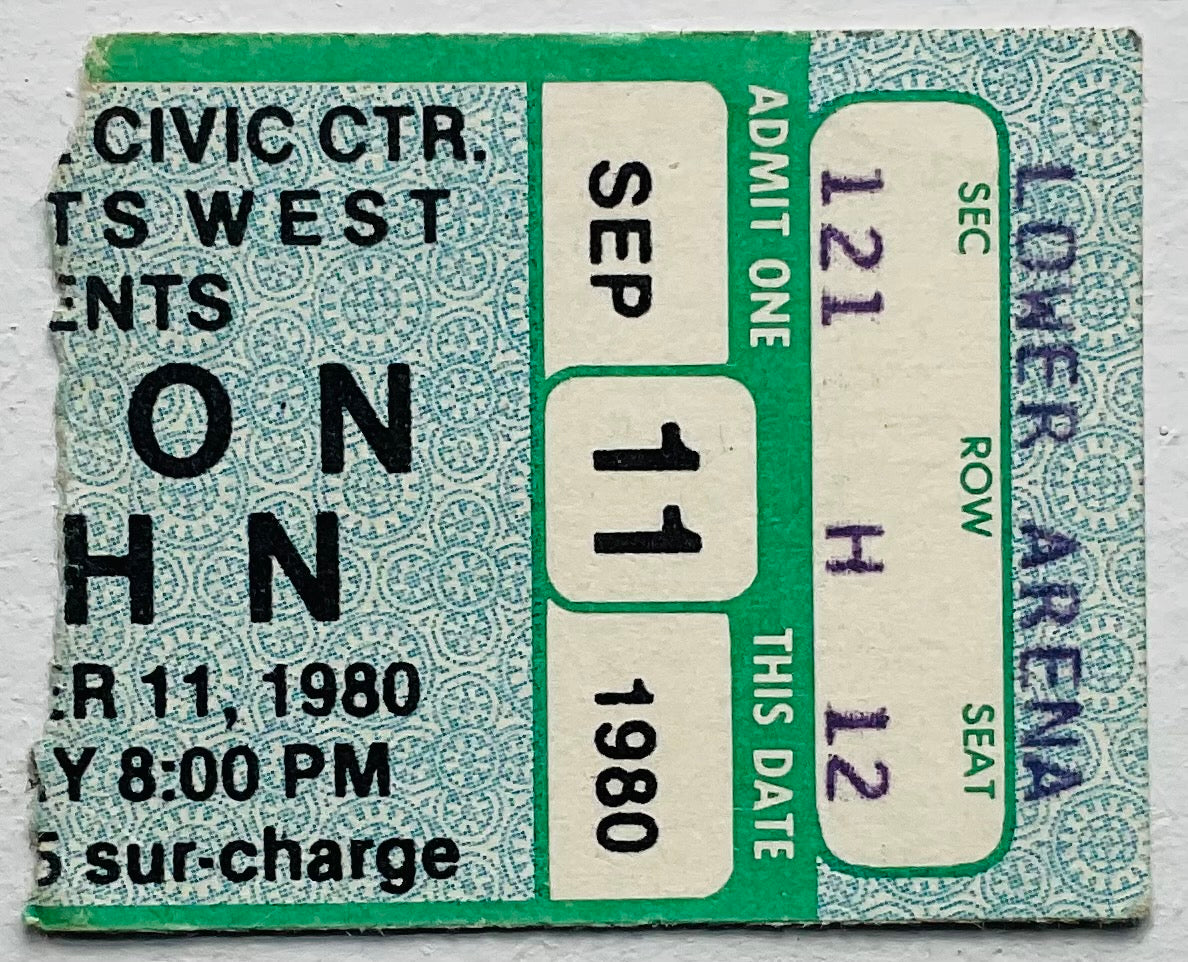 . CIVIC CTR.
TS WEST
ENTS
ON
HN
ER 11, 1980
Y 8:00 PM
5 sur-charge
SEP 11 1980
ADMIT ONE THIS DATE
121 H 12
SEC ROW SEAT
LOWER ARENA